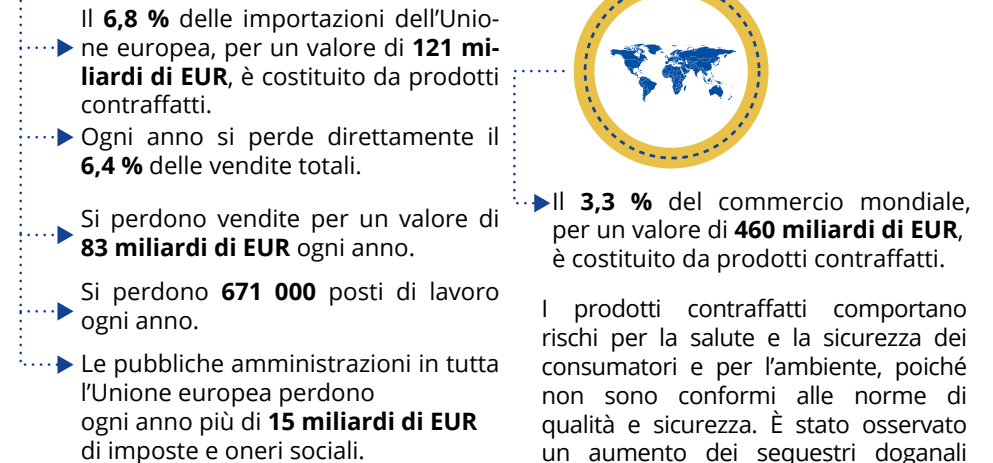 Il 6,8 % delle importazioni dell’Unio-
ne europea, per un valore di 121 mi-
liardi di EUR, è costituito da prodotti
contraffatti.
Ogni anno si perde direttamente il
6,4 % delle vendite totali.
Si perdono vendite per un valore di
83 miliardi di EUR ogni anno.
Si perdono 671 000 posti di lavoro
ogni anno.
Le pubbliche amministrazioni in tutta
l’Unione europea perdono
ogni anno più di 15 miliardi di EUR
di imposte e oneri sociali.
Il 3,3 % del commercio mondiale,
per un valore di 460 miliardi di EUR,
è costituito da prodotti contraffatti.
I prodotti contraffatti comportano
rischi per la salute e la sicurezza dei
consumatori e per l’ambiente, poiché
non sono conformi alle norme di
qualità e sicurezza. È stato osservato
un aumento dei sequestri doganali